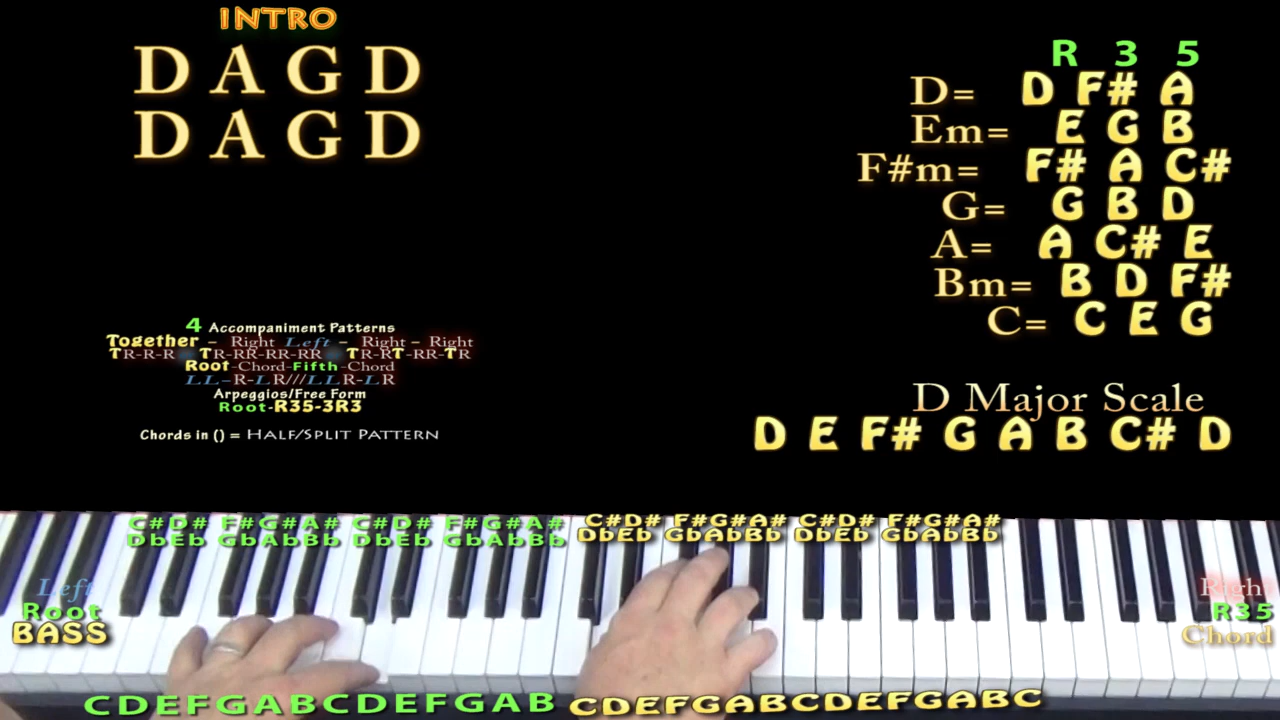 INTRO
D A G D
D A G D
R 3 5
D= D F# A
Em= E G B
F#m= F# A C#
G= G B D
A= A C# E
Bm= B D F#
C= C E G
4 Accompaniment Patterns
Together - Right Left - Right - Right
TR-R-R TR-RR-RR-RR TR-RT-RR-TR
Root-Chord-Fifth-Chord
LL-R-LR///LLR-LR
Arpeggios/Free Form
Root-R35-3R3
Chords in () = HALF/SPLIT PATTERN
D Major Scale
D E F# G A B C# D
C#D# F#G#A# C#D# F#G#A# C#D# F#G#A# C#D# F#G#A#
DbEb GbAbBb DbEb GbAbBb DbEb GbAbBb DbEb GbAbBb
Left
Root
BASS
Right
R35
Chord
CDEFGABCDEFGAB CDEFGABCDEFGABC